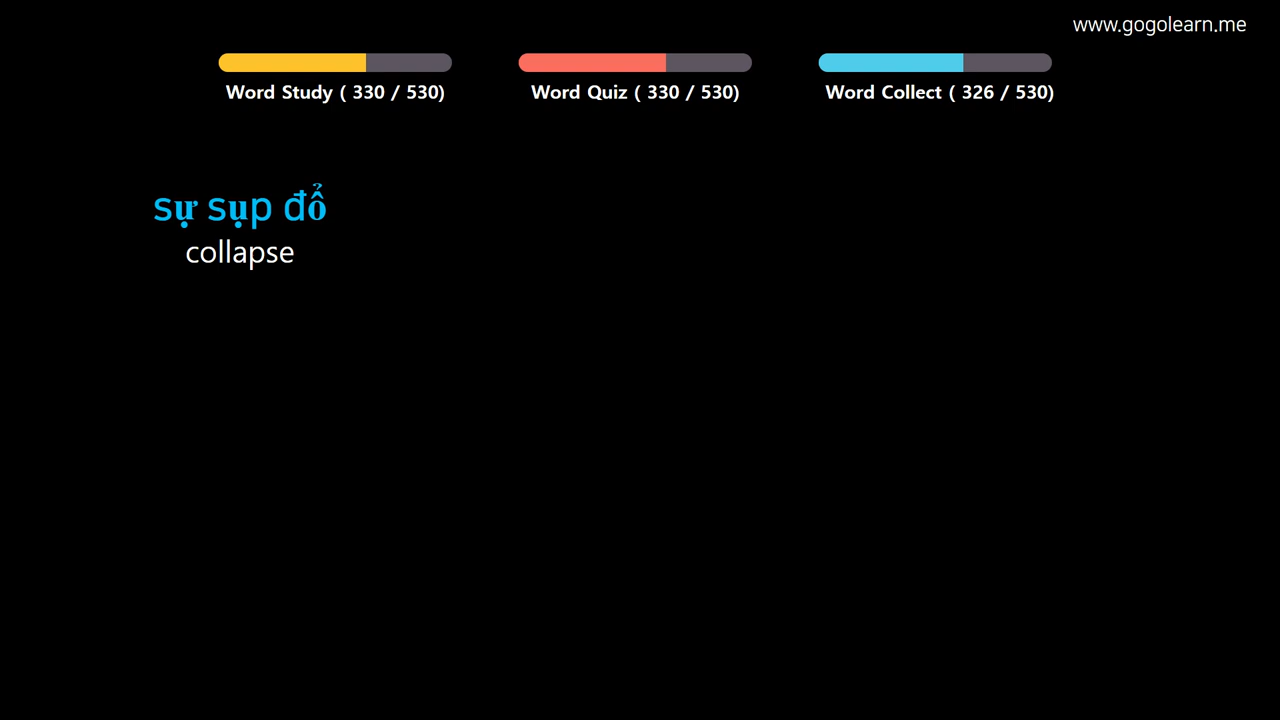 www.gogolearn.me
Word Study ( 330 / 530)
Word Quiz ( 330 / 530)
Word Collect ( 326 / 530)
sự sụp đổ
collapse